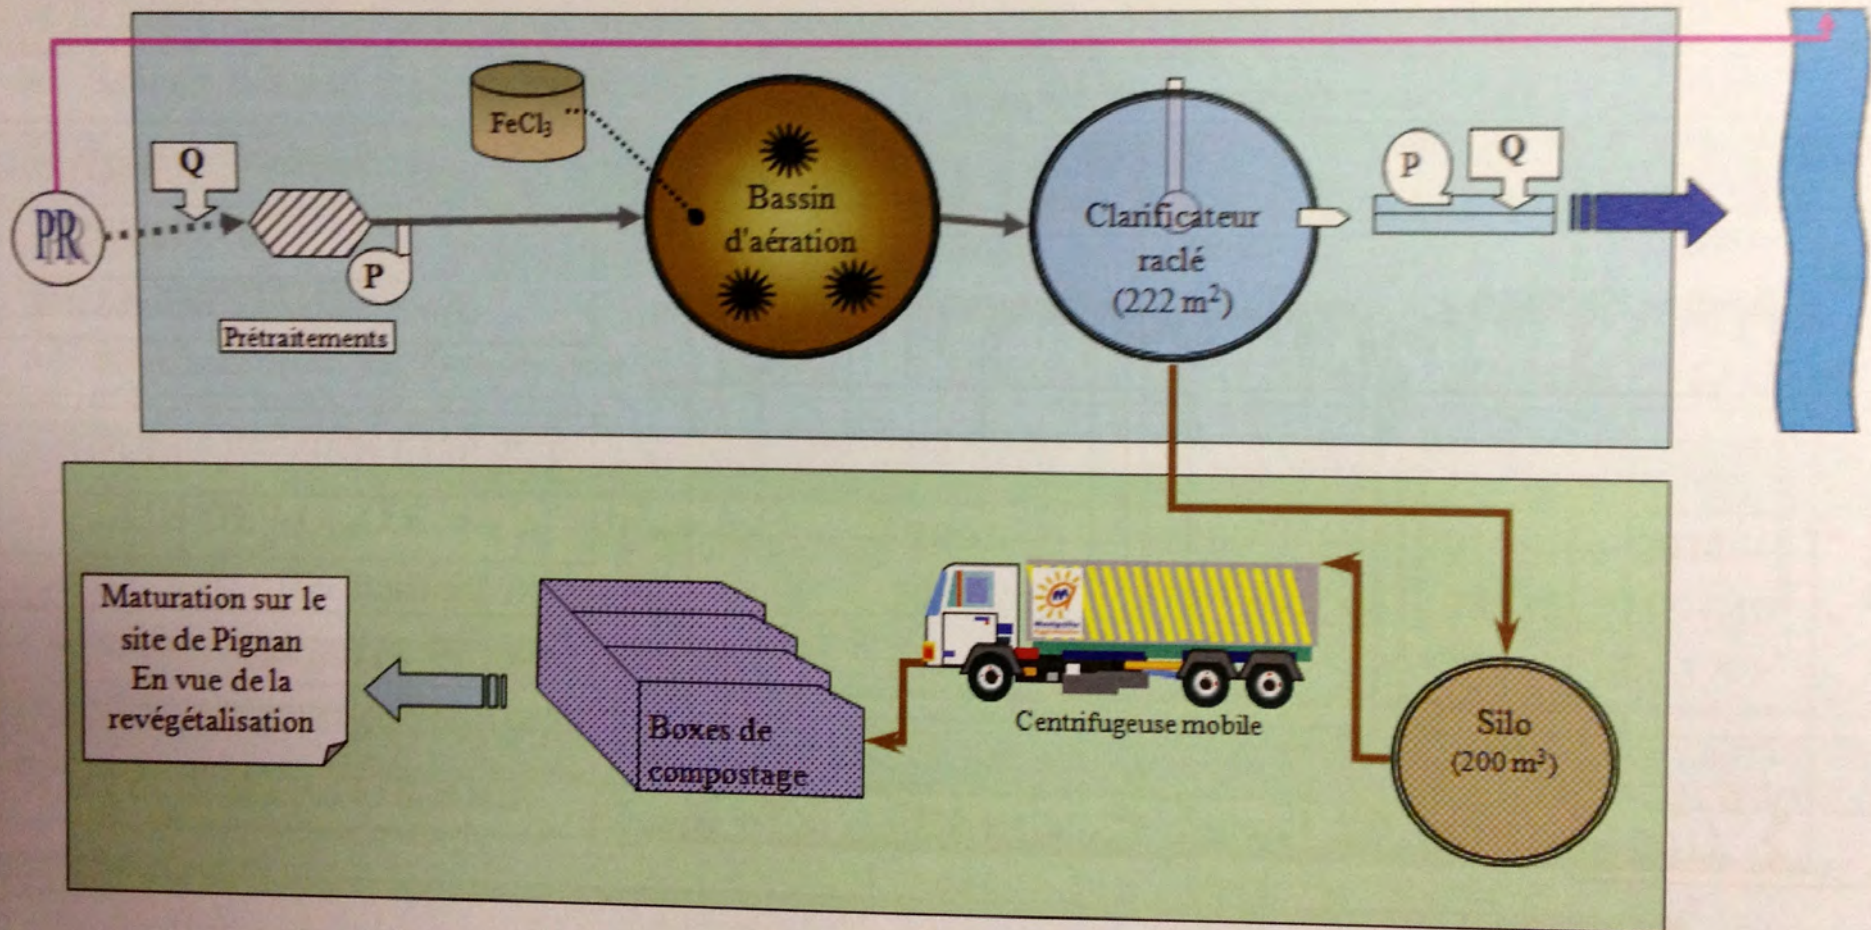 Q
FeCl₃
PR
P
Prétraitements
Bassin
d'aération
Clarificateur
raclé
(222 m²)
P
Q
Maturation sur le
site de Pignan
En vue de la
revégétalisation
Boxes de
compostage
Centrifugeuse mobile
Silo
(200 m³)